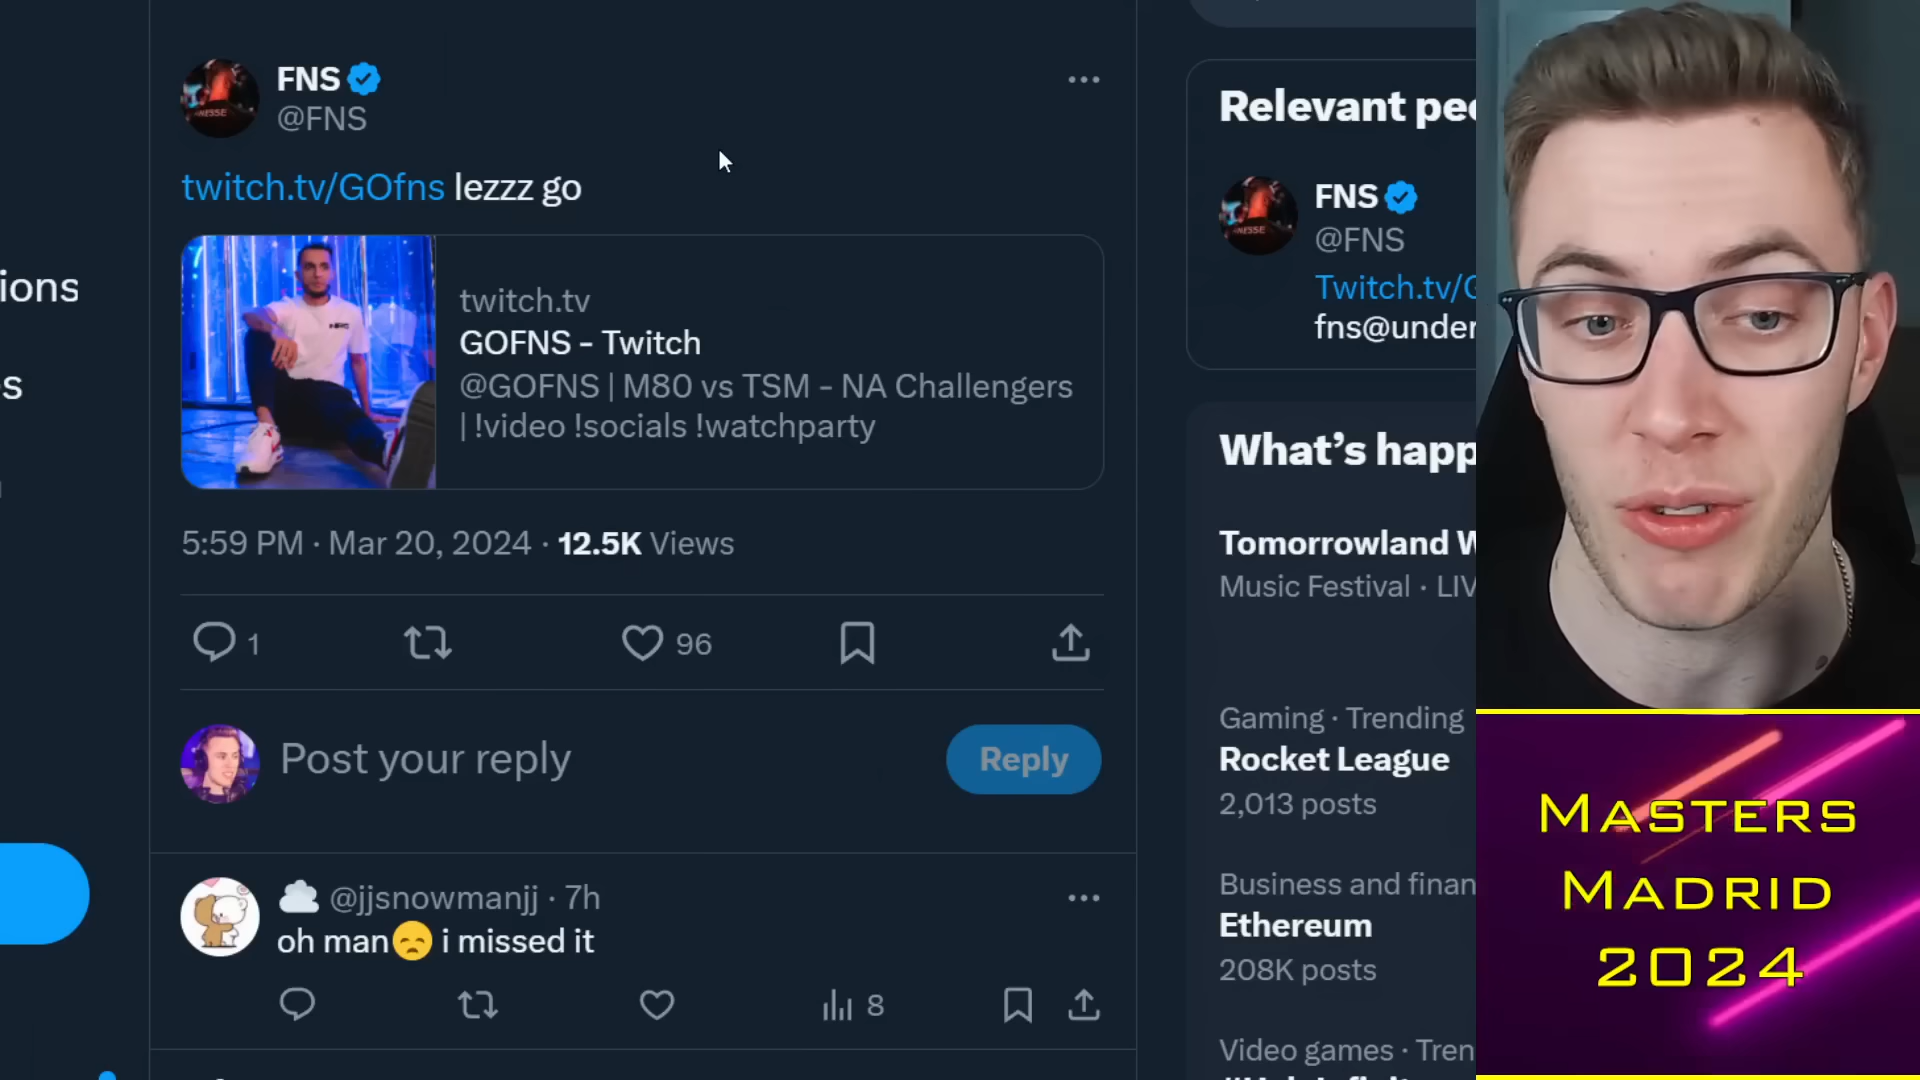 FNS
@FNS
twitch.tv/GOfns lezzz go
twitch.tv
GOFNS - Twitch
@GOFNS | M80 vs TSM - NA Challengers
| !video !socials !watchparty
5:59 PM · Mar 20, 2024 · 12.5K Views
1
96
Post your reply
Reply
@jjsnowmanjj · 7h
oh man😞 i missed it
8
ions
s
Relevant peo
FNS
@FNS
Twitch.tv/G
fns@under
What's happ
Tomorrowland W
Music Festival · LIV
Gaming · Trending
Rocket League
2,013 posts
Business and finan
Ethereum
208K posts
Video games · Tren
MASTERS
MADRID
2024